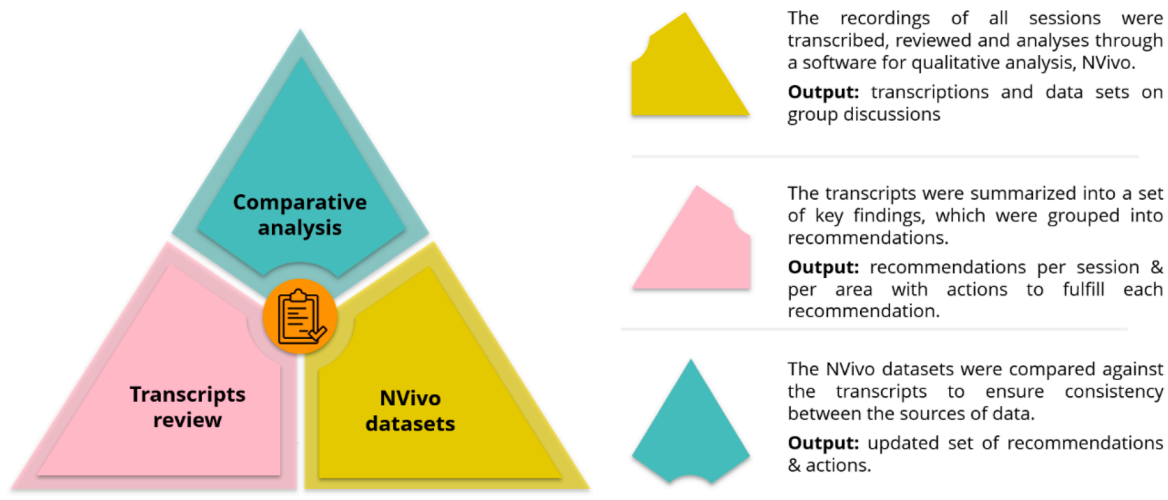 Comparative
analysis
Transcripts
review
NVivo
datasets
The recordings of all sessions were
transcribed, reviewed and analyses through
a software for qualitative analysis, NVivo.
Output: transcriptions and data sets on
group discussions
The transcripts were summarized into a set
of key findings, which were grouped into
recommendations.
Output: recommendations per session &
per area with actions to fulfill each
recommendation.
The NVivo datasets were compared against
the transcripts to ensure consistency
between the sources of data.
Output: updated set of recommendations
& actions.